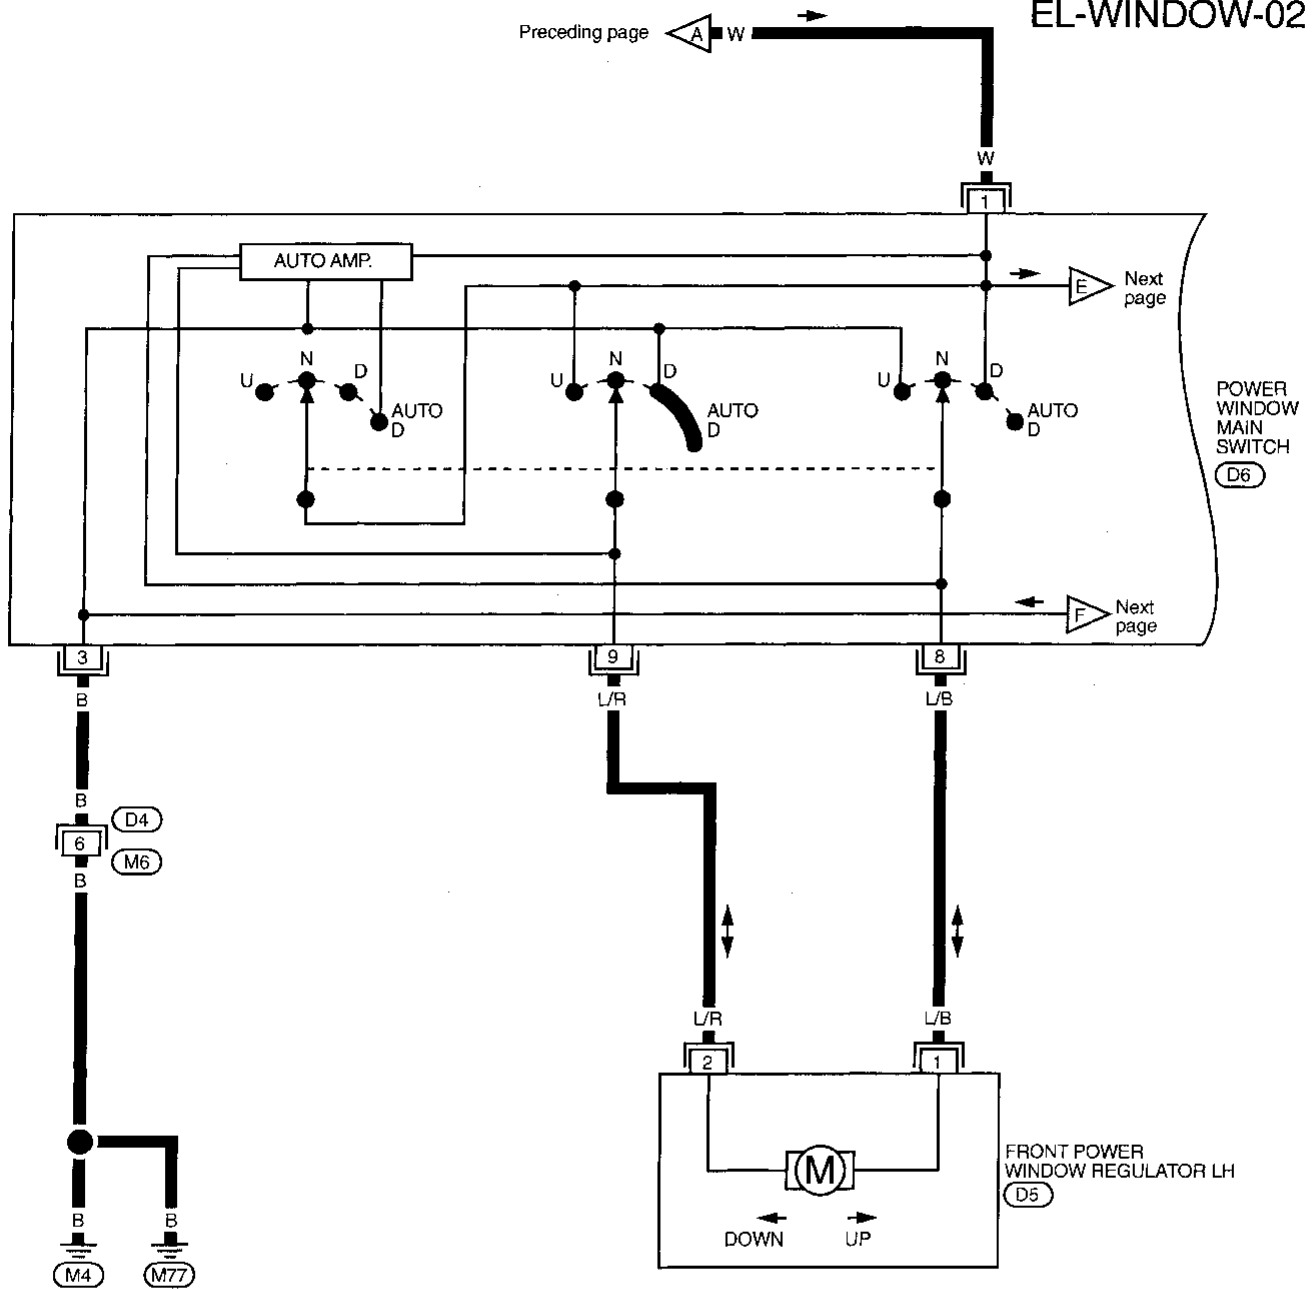 EL-WINDOW-02
Preceding page
A
W
W
1
AUTO AMP.
E
Next
page
U
N
D
AUTO
D
U
N
D
AUTO
D
U
N
D
AUTO
D
POWER
WINDOW
MAIN
SWITCH
D6
F
Next
page
3
9
8
B
L/R
L/B
B
D4
6
M6
B
L/R
L/B
2
1
M
FRONT POWER
WINDOW REGULATOR LH
D5
DOWN
UP
B
B
M4
M77